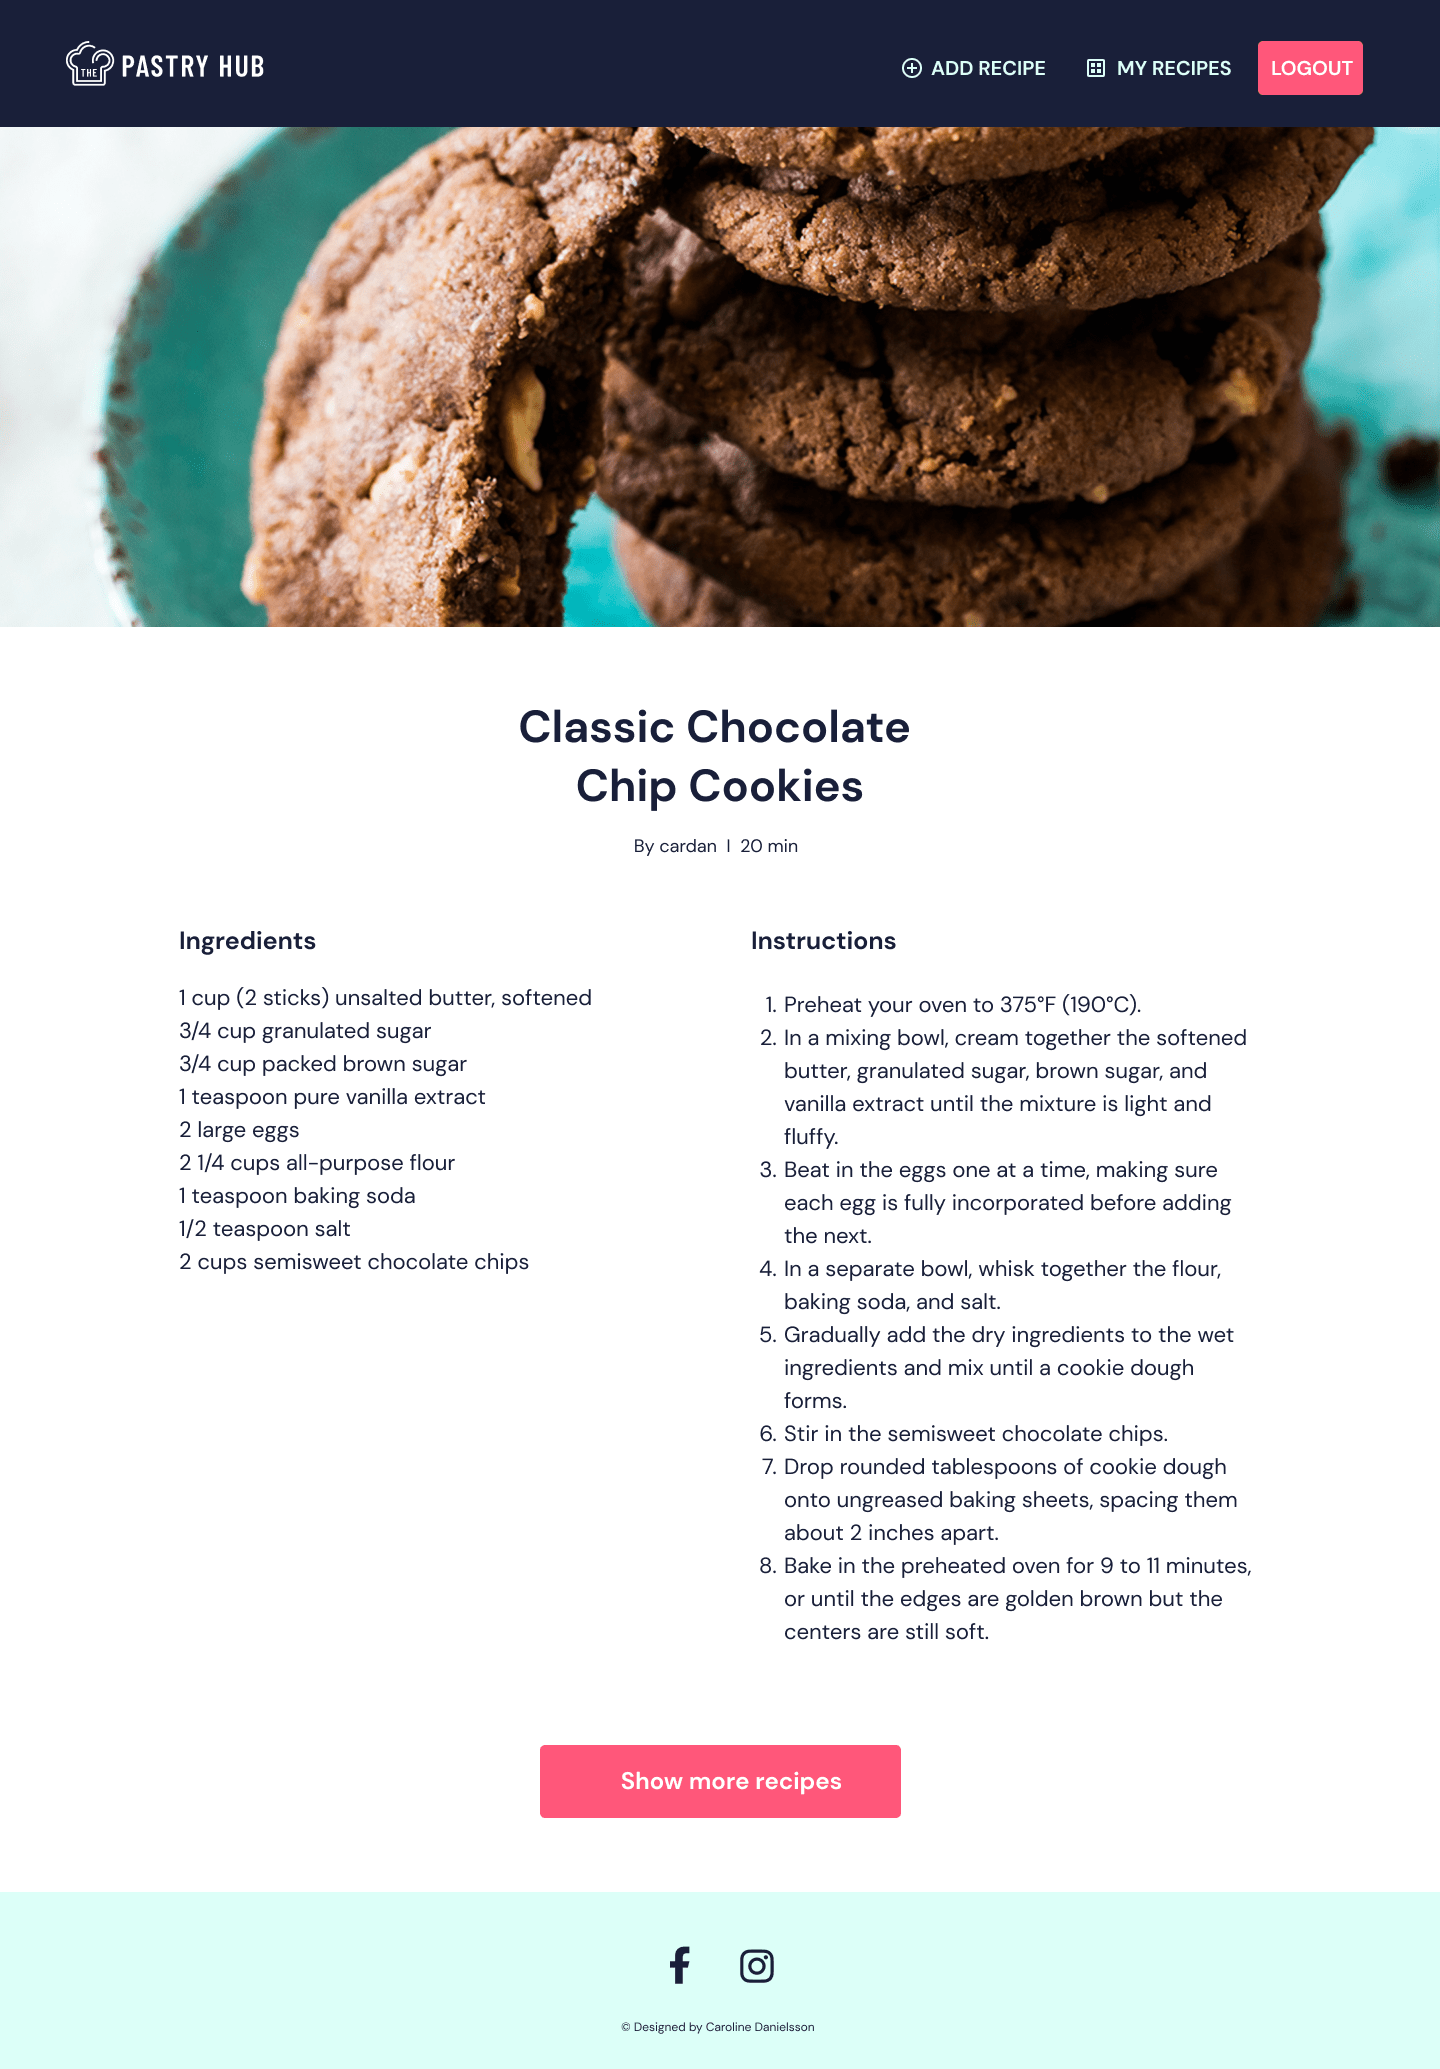 THE PASTRY HUB
ADD RECIPE
MY RECIPES
LOGOUT
Classic Chocolate
Chip Cookies
By cardan | 20 min
Ingredients
1 cup (2 sticks) unsalted butter, softened
3/4 cup granulated sugar
3/4 cup packed brown sugar
1 teaspoon pure vanilla extract
2 large eggs
2 1/4 cups all-purpose flour
1 teaspoon baking soda
1/2 teaspoon salt
2 cups semisweet chocolate chips
Instructions
1. Preheat your oven to 375°F (190°C).
2. In a mixing bowl, cream together the softened
butter, granulated sugar, brown sugar, and
vanilla extract until the mixture is light and
fluffy.
3. Beat in the eggs one at a time, making sure
each egg is fully incorporated before adding
the next.
4. In a separate bowl, whisk together the flour,
baking soda, and salt.
5. Gradually add the dry ingredients to the wet
ingredients and mix until a cookie dough
forms.
6. Stir in the semisweet chocolate chips.
7. Drop rounded tablespoons of cookie dough
onto ungreased baking sheets, spacing them
about 2 inches apart.
8. Bake in the preheated oven for 9 to 11 minutes,
or until the edges are golden brown but the
centers are still soft.
Show more recipes
© Designed by Caroline Danielsson